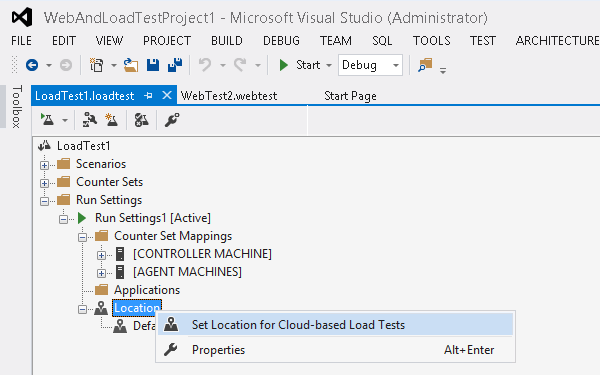 WebAndLoadTestProject1 - Microsoft Visual Studio (Administrator)
FILE EDIT VIEW PROJECT BUILD DEBUG TEAM SQL TOOLS TEST ARCHITECTURE
Start Debug
Toolbox
LoadTest1.loadtest WebTest2.webtest Start Page
LoadTest1
Scenarios
Counter Sets
Run Settings
Run Settings1 [Active]
Counter Set Mappings
[CONTROLLER MACHINE]
[AGENT MACHINES]
Applications
Location
Defa
Set Location for Cloud-based Load Tests
Properties Alt+Enter